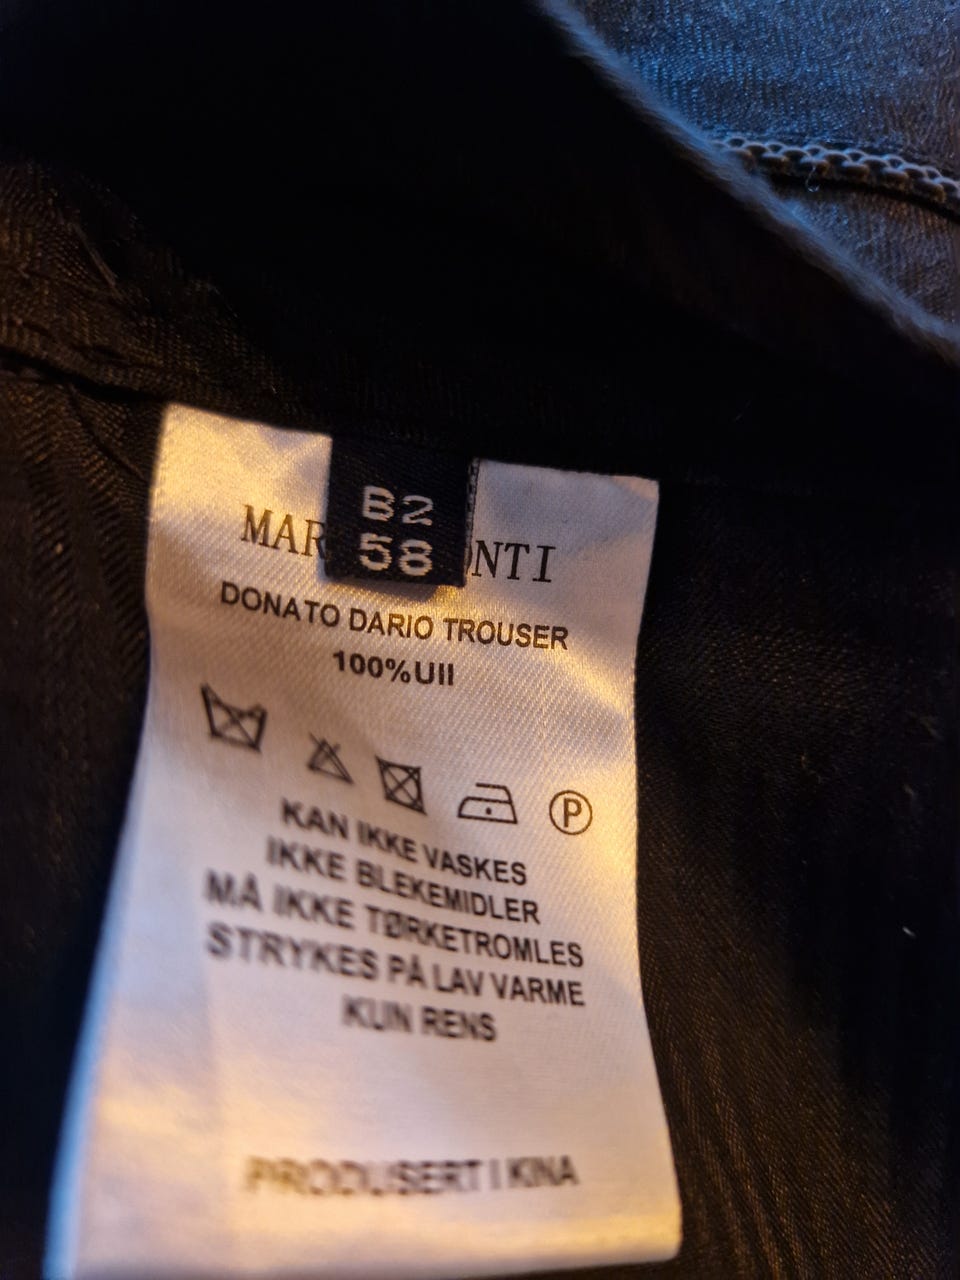 B2
58
MAR NTI
DONATO DARIO TROUSER
100%Ull
P
KAN IKKE VASKES
IKKE BLEKEMIDLER
MÅ IKKE TØRKETROMLES
STRYKES PÅ LAV VARME
KUN RENS
PRODUSERT I KINA